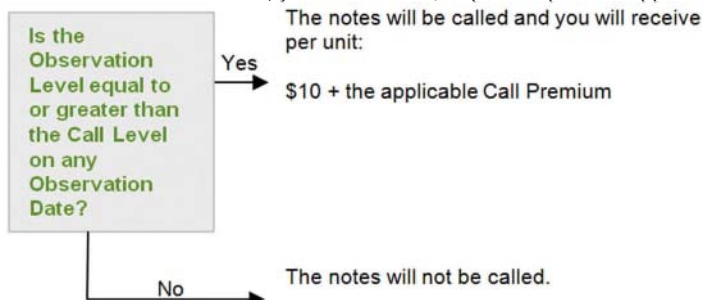 The notes will be called and you will receive
per unit:
$10 + the applicable Call Premium
Is the
Observation
Level equal to
or greater than
the Call Level
on any
Observation
Date?
Yes
No
The notes will not be called.